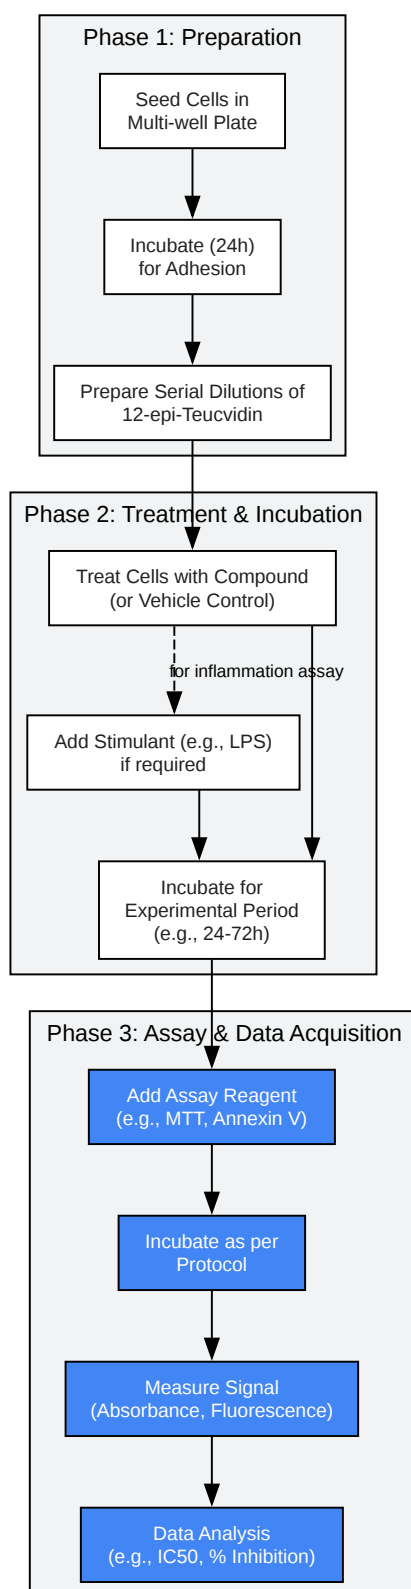 Phase 1: Preparation
Seed Cells in
Multi-well Plate
Incubate (24h)
for Adhesion
Prepare Serial Dilutions of
12-epi-Teucvidin
Phase 2: Treatment & Incubation
Treat Cells with Compound
(or Vehicle Control)
for inflammation assay
Add Stimulant (e.g., LPS)
if required
Incubate for
Experimental Period
(e.g., 24-72h)
Phase 3: Assay & Data Acquisition
Add Assay Reagent
(e.g., MTT, Annexin V)
Incubate as per
Protocol
Measure Signal
(Absorbance, Fluorescence)
Data Analysis
(e.g., IC50, % Inhibition)